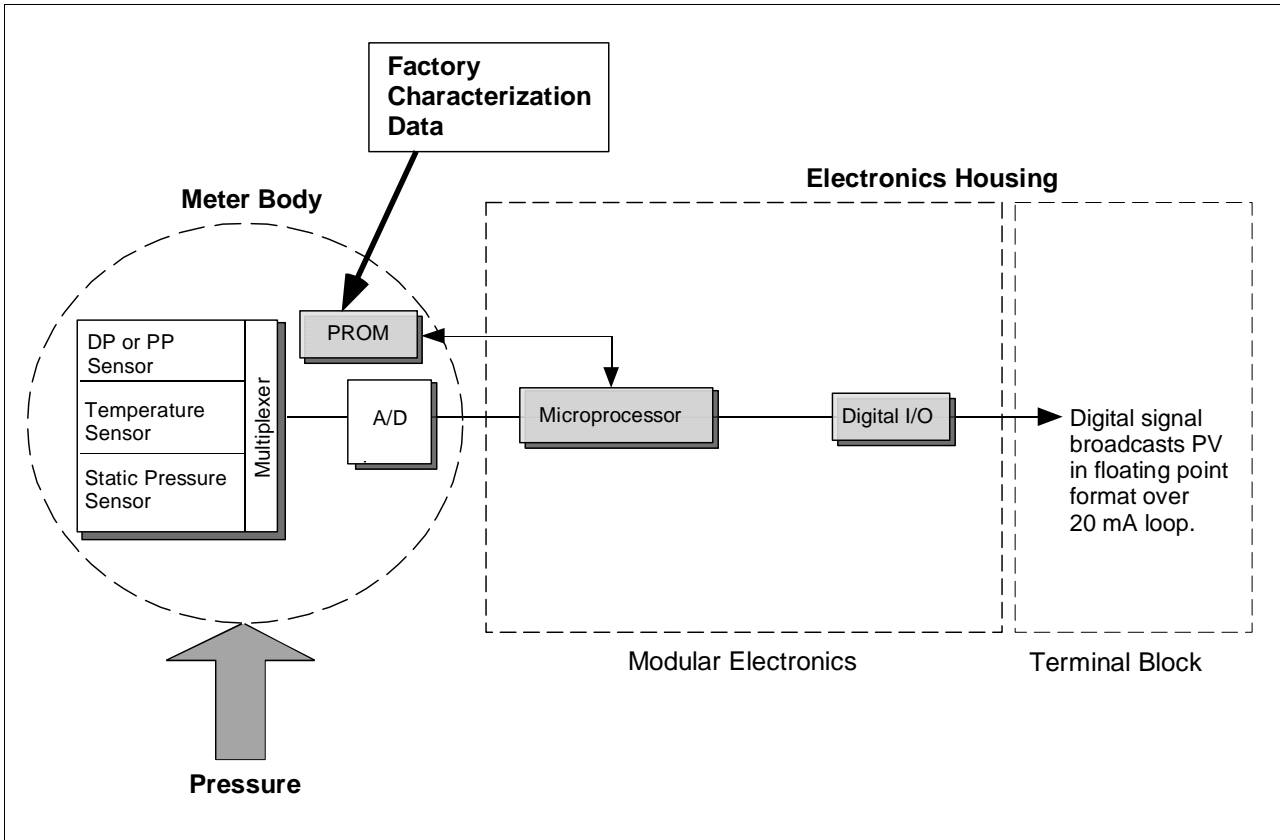 Factory
Characterization
Data
Meter Body
Electronics Housing
PROM
DP or PP
Sensor
Temperature
Sensor
Static Pressure
Sensor
Multiplexer
A/D
Microprocessor
Digital I/O
Digital signal
broadcasts PV
in floating point
format over
20 mA loop.
Modular Electronics
Terminal Block
Pressure